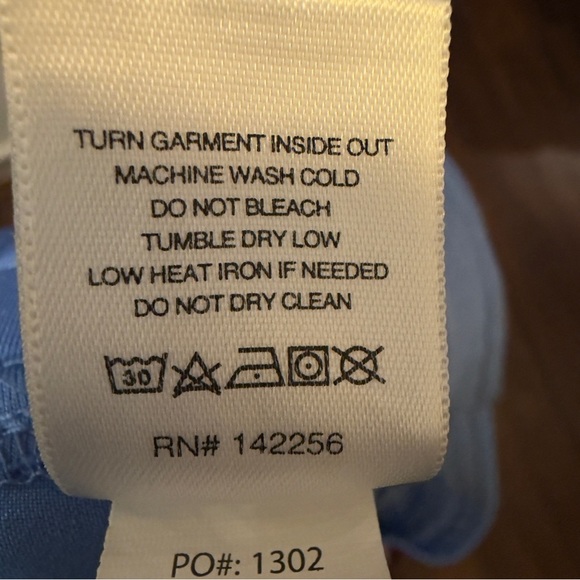 TURN GARMENT INSIDE OUT
MACHINE WASH COLD
DO NOT BLEACH
TUMBLE DRY LOW
LOW HEAT IRON IF NEEDED
DO NOT DRY CLEAN
30
RN# 142256
PO#: 1302